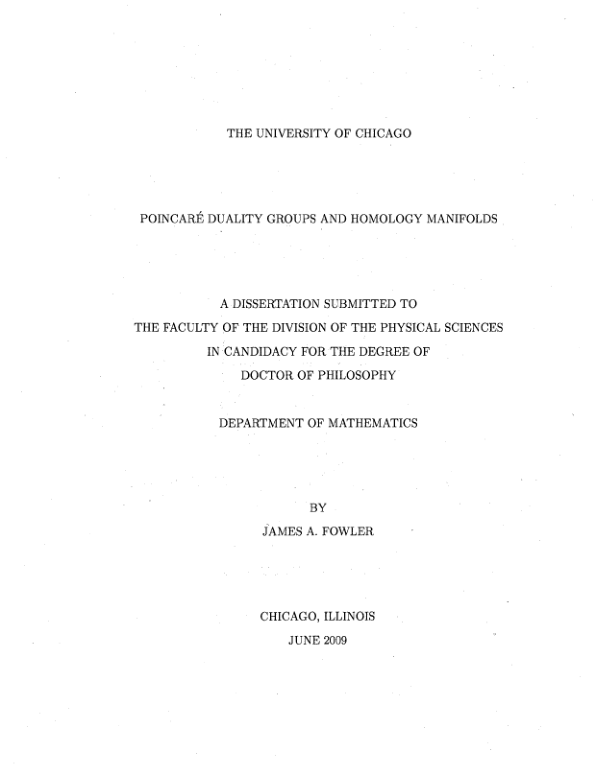 THE UNIVERSITY OF CHICAGO
POINCARÉ DUALITY GROUPS AND HOMOLOGY MANIFOLDS
A DISSERTATION SUBMITTED TO
THE FACULTY OF THE DIVISION OF THE PHYSICAL SCIENCES
IN CANDIDACY FOR THE DEGREE OF
DOCTOR OF PHILOSOPHY
DEPARTMENT OF MATHEMATICS
BY
JAMES A. FOWLER
CHICAGO, ILLINOIS
JUNE 2009